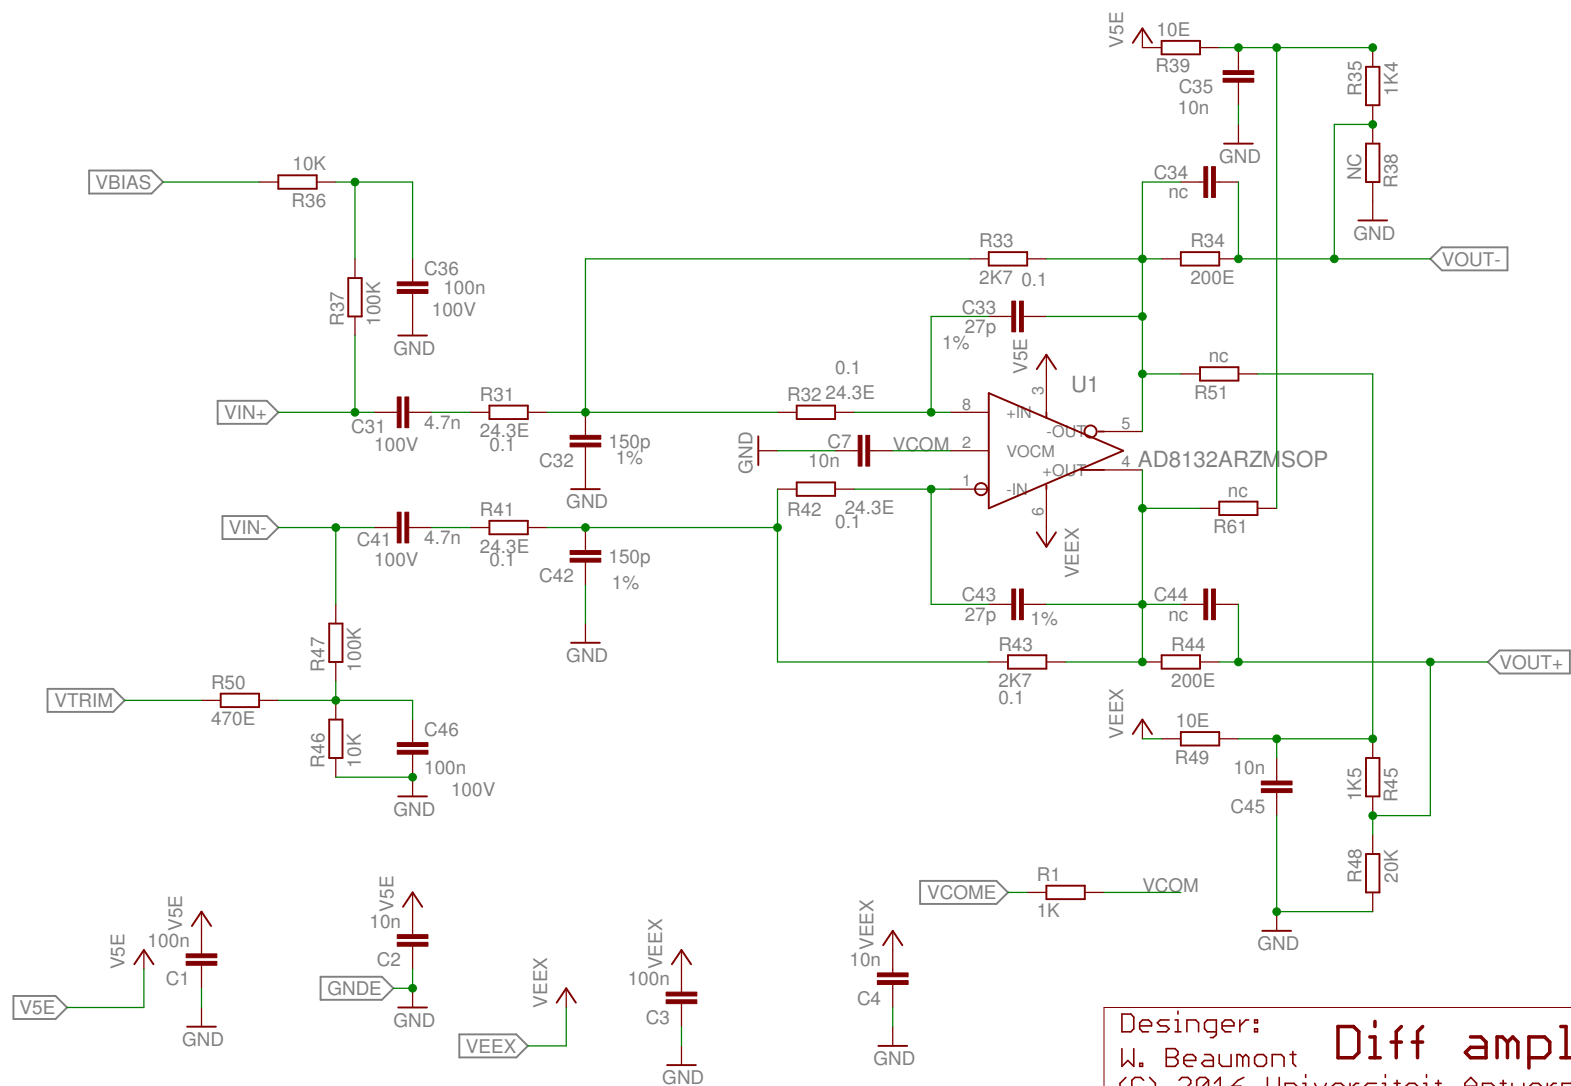 V5E
10E
R39
C35
10n
GND
R35
1K4
NC
R38
GND
VBIAS
10K
R36
C34
nc
R37
100K
C36
100n
100V
GND
R33
2K7
0.1
R34
200E
VOUT-
C33
27p
1%
V5E
U1
nc
R51
VIN+
C31
100V
4.7n
R31
24.3E
0.1
C32
150p
1%
GND
0.1
R32
24.3E
8
3
+IN
-OUT
5
GND
C7
10n
VCOM
2
VOCM
4
+OUT
AD8132ARZMSOP
1
-IN
6
VEEX
R42
24.3E
0.1
nc
R61
VIN-
C41
100V
4.7n
R41
24.3E
0.1
C42
150p
1%
GND
C43
27p
1%
C44
nc
R47
100K
R43
2K7
0.1
R44
200E
VOUT+
VTRIM
R50
470E
R46
10K
C46
100n
100V
GND
VEEX
10E
R49
10n
C45
1K5
R45
R48
20K
GND
VCOME
R1
1K
VCOM
V5E
V5E
V5E
100n
C1
GND
V5E
10n
C2
GNDE
GND
VEEX
VEEX
VEEX
100n
C3
GND
VEEX
10n
C4
GND
Desinger:
Diff ampl
W. Beaumont
(C) 2016 Universiteit Antwerp